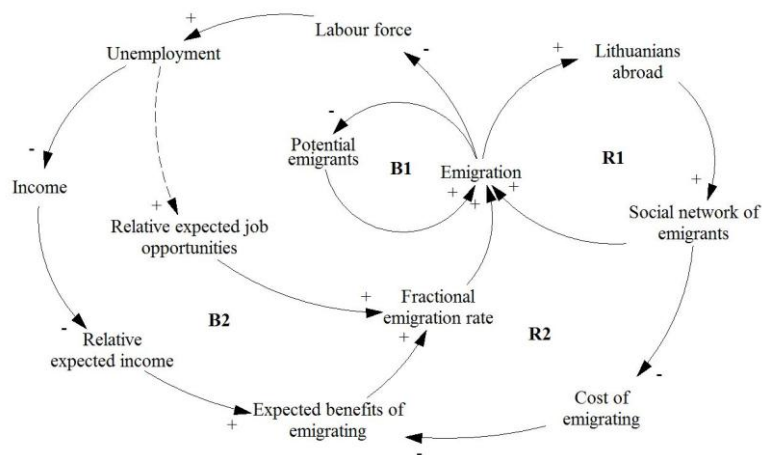 +
Labour force
Unemployment
-
+
Lithuanians
abroad
-
Potential
emigrants
B1
Emigration
R1
-
Income
+
+
+
+
Social network of
emigrants
+
Relative expected job
opportunities
-
Relative
expected income
B2
+
Fractional
emigration rate
+
R2
-
Cost of
emigrating
+
Expected benefits of
emigrating
-